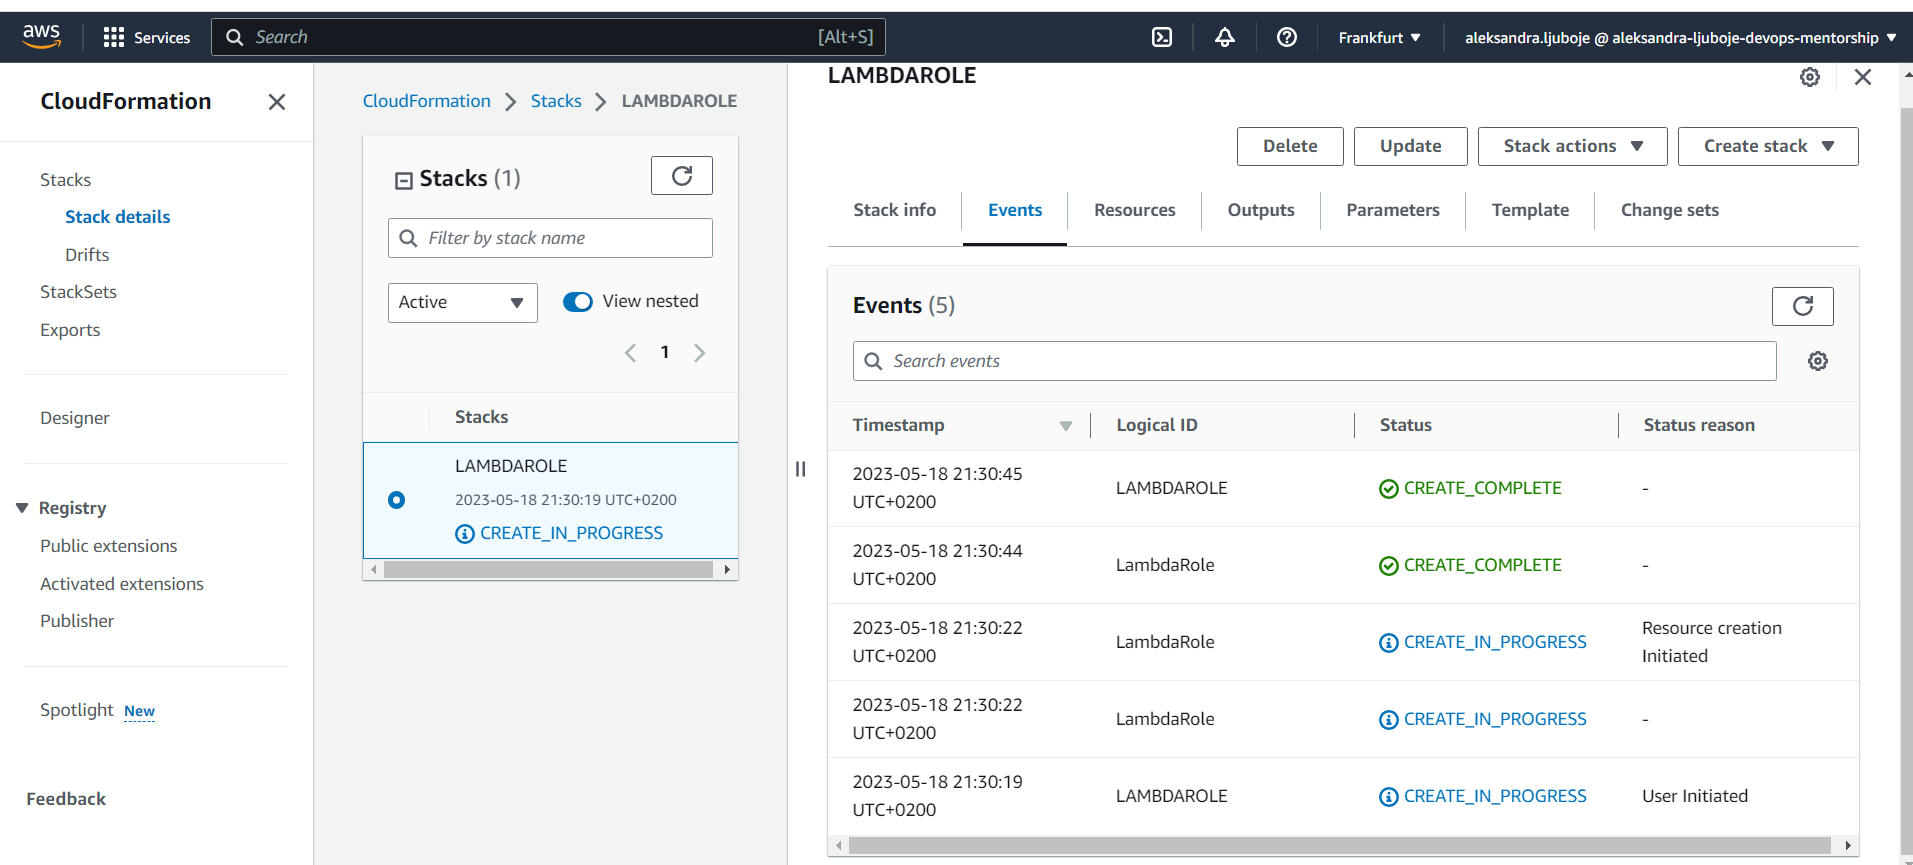 aws
Services
Search
[Alt+S]
Frankfurt
aleksandra.ljuboje @ aleksandra-ljuboje-devops-mentorship
CloudFormation
Stacks
Stack details
Drifts
StackSets
Exports
Designer
Registry
Public extensions
Activated extensions
Publisher
Spotlight New
Feedback
CloudFormation
Stacks
LAMBDAROLE
Stacks (1)
Filter by stack name
Active
View nested
1
Stacks
LAMBDAROLE
2023-05-18 21:30:19 UTC+0200
CREATE_IN_PROGRESS
LAMBDAROLE
Delete
Update
Stack actions
Create stack
Stack info
Events
Resources
Outputs
Parameters
Template
Change sets
Events (5)
Search events
Timestamp
Logical ID
Status
Status reason
2023-05-18 21:30:45
UTC+0200
LAMBDAROLE
CREATE_COMPLETE
-
2023-05-18 21:30:44
UTC+0200
LambdaRole
CREATE_COMPLETE
-
2023-05-18 21:30:22
UTC+0200
LambdaRole
CREATE_IN_PROGRESS
Resource creation
Initiated
2023-05-18 21:30:22
UTC+0200
LambdaRole
CREATE_IN_PROGRESS
-
2023-05-18 21:30:19
UTC+0200
LAMBDAROLE
CREATE_IN_PROGRESS
User Initiated